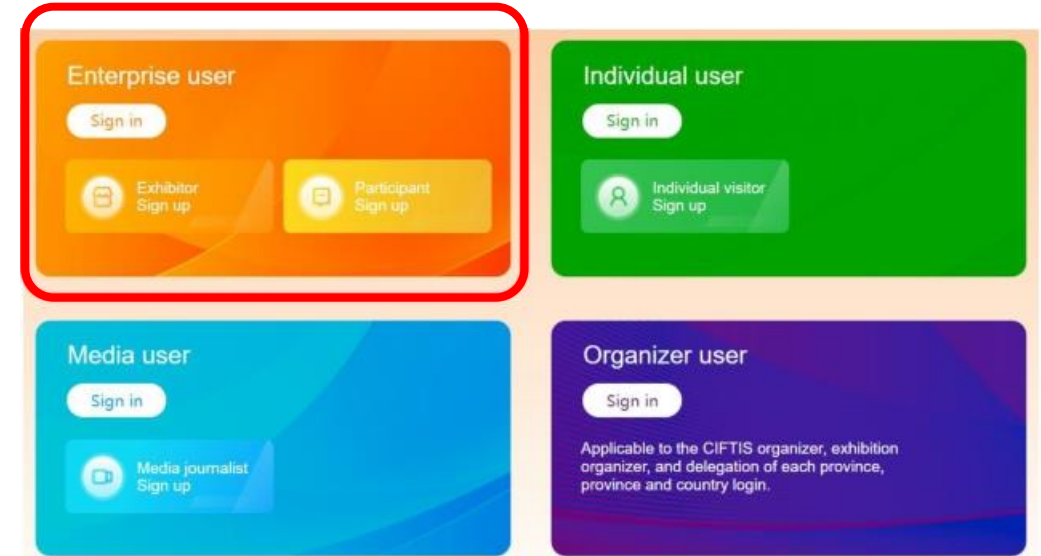 Enterprise user
Sign in
Exhibitor
Sign up
Participant
Sign up
Individual user
Sign in
Individual visitor
Sign up
Media user
Sign in
Media journalist
Sign up
Organizer user
Sign in
Applicable to the CIFTIS organizer, exhibition
organizer, and delegation of each province,
province and country login.